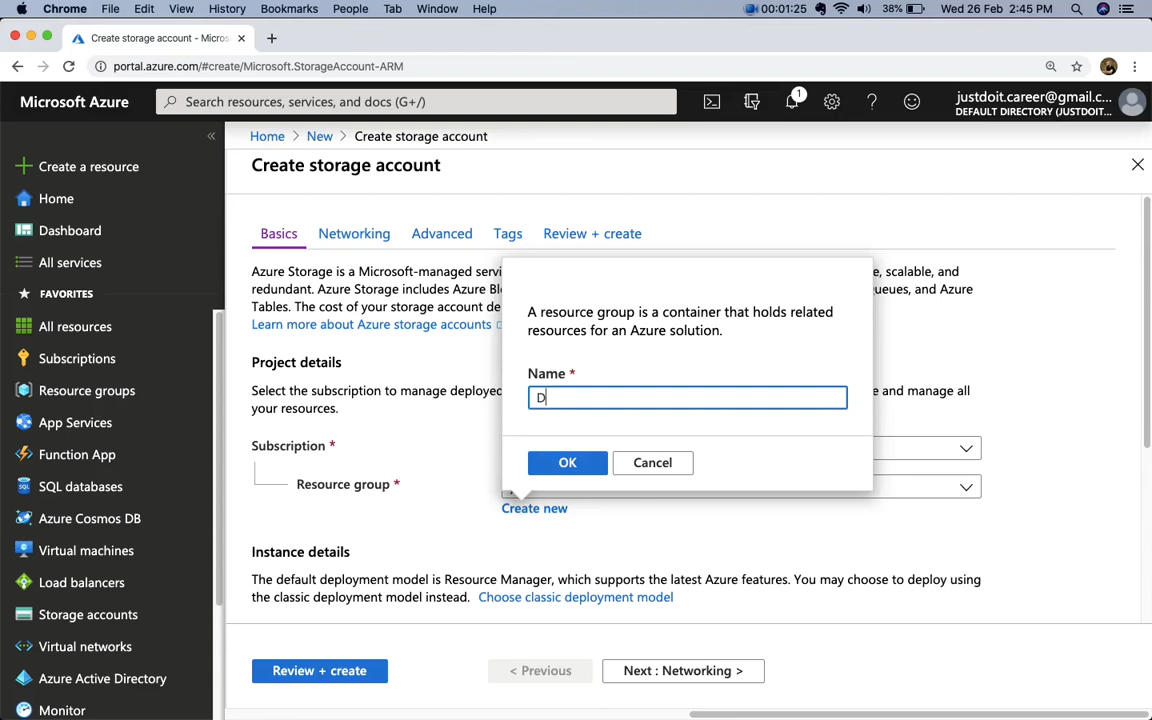 Chrome File Edit View History Bookmarks People Tab Window Help 00:01:25 38% Wed 26 Feb 2:45 PM
Create storage account - Micros
portal.azure.com/#create/Microsoft.StorageAccount-ARM
Microsoft Azure
Search resources, services, and docs (G+/)
1
justdoit.career@gmail.c...
DEFAULT DIRECTORY (JUSTDOIT...
Create a resource
Home
Dashboard
All services
FAVORITES
All resources
Subscriptions
Resource groups
App Services
Function App
SQL databases
Azure Cosmos DB
Virtual machines
Load balancers
Storage accounts
Virtual networks
Azure Active Directory
Monitor
Home > New > Create storage account
Create storage account
Basics Networking Advanced Tags Review + create
Azure Storage is a Microsoft-managed servi e, scalable, and
redundant. Azure Storage includes Azure Bl Queues, and Azure
Tables. The cost of your storage account de
Learn more about Azure storage accounts
Project details
Select the subscription to manage deployed e and manage all
your resources.
Subscription *
Resource group *
Create new
A resource group is a container that holds related
resources for an Azure solution.
Name *
D
OK Cancel
Instance details
The default deployment model is Resource Manager, which supports the latest Azure features. You may choose to deploy using
the classic deployment model instead. Choose classic deployment model
Review + create < Previous Next : Networking >